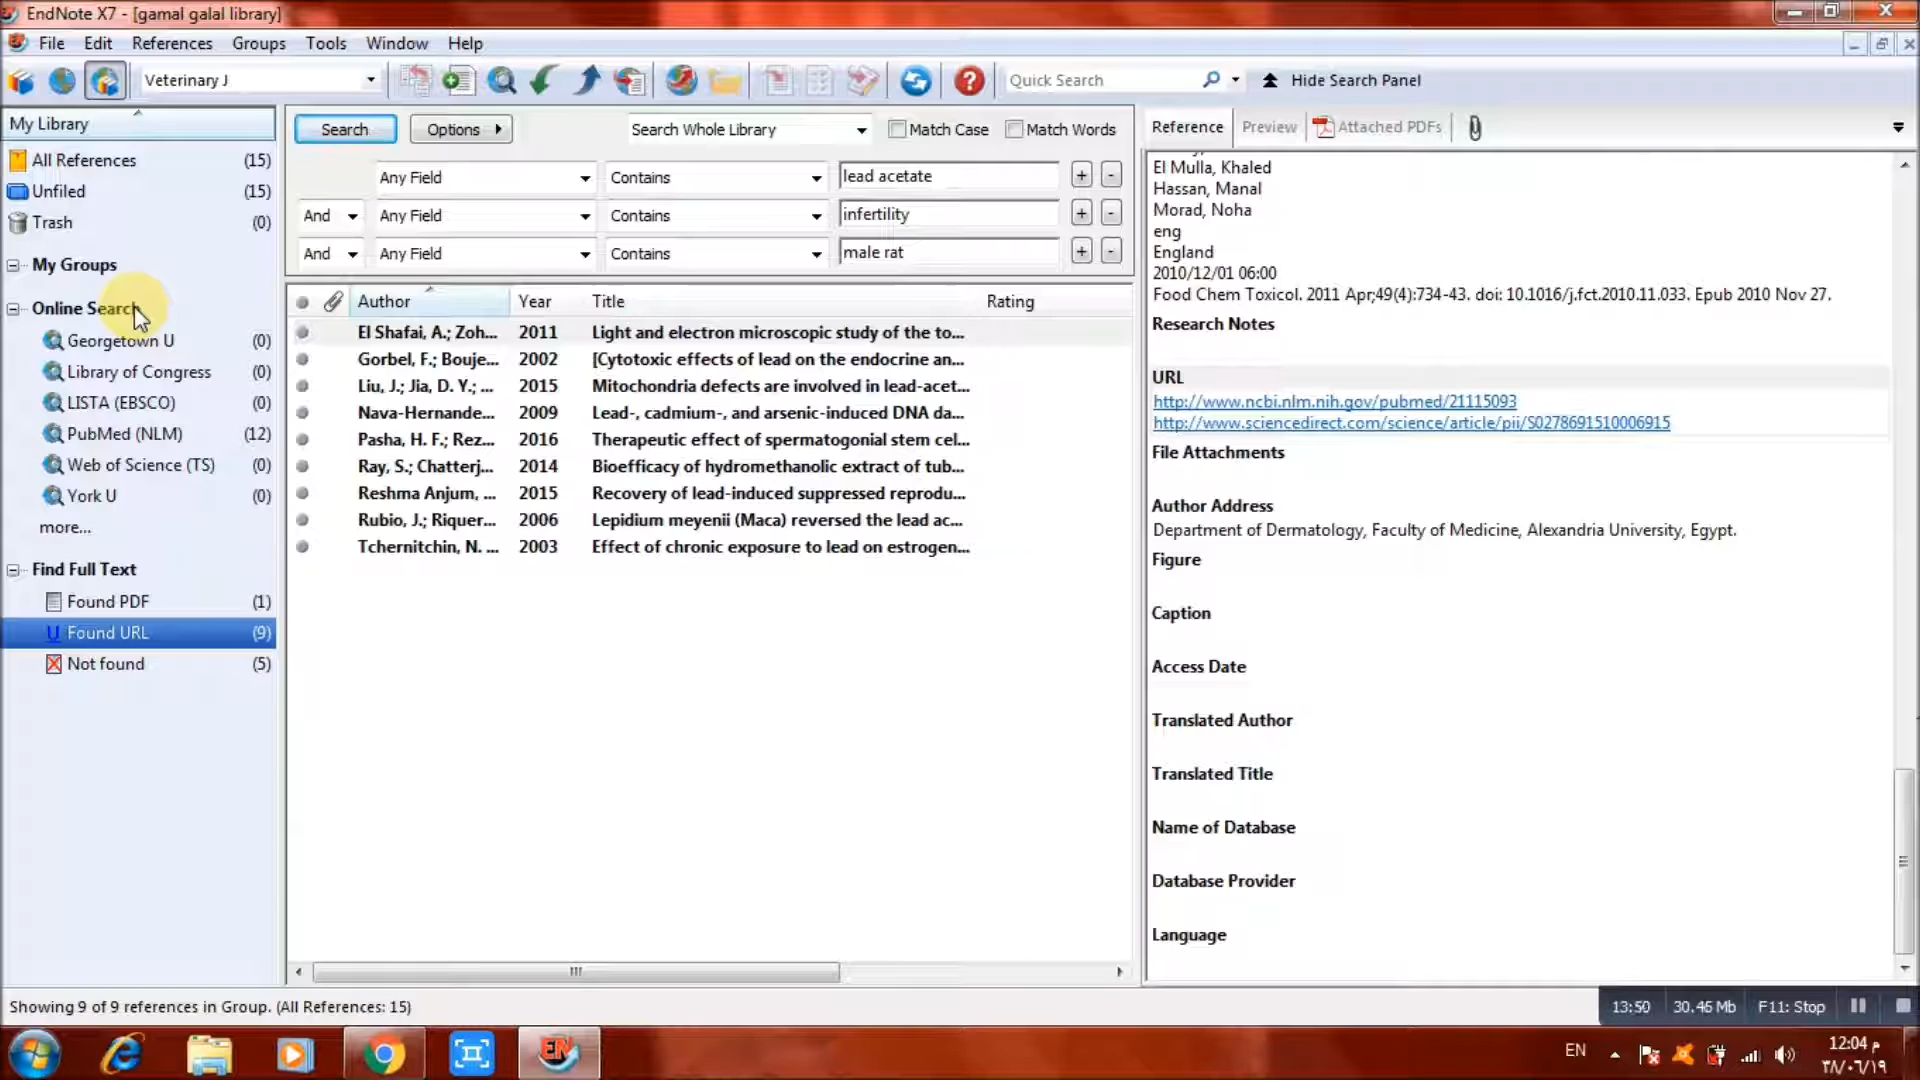 EndNote X7 - [gamal galal library]
File Edit References Groups Tools Window Help
Veterinary J
Quick Search
Hide Search Panel
My Library
All References (15)
Unfiled (15)
Trash (0)
My Groups
Online Search
Georgetown U (0)
Library of Congress (0)
LISTA (EBSCO) (0)
PubMed (NLM) (12)
Web of Science (TS) (0)
York U (0)
more...
Find Full Text
Found PDF (1)
Found URL (9)
Not found (5)
Search Options Search Whole Library Match Case Match Words
Any Field Contains lead acetate + -
And Any Field Contains infertility + -
And Any Field Contains male rat + -
Author Year Title Rating
El Shafai, A.; Zoh... 2011 Light and electron microscopic study of the to...
Gorbel, F.; Bouje... 2002 [Cytotoxic effects of lead on the endocrine an...
Liu, J.; Jia, D. Y.; ... 2015 Mitochondria defects are involved in lead-acet...
Nava-Hernande... 2009 Lead-, cadmium-, and arsenic-induced DNA da...
Pasha, H. F.; Rez... 2016 Therapeutic effect of spermatogonial stem cel...
Ray, S.; Chatterj... 2014 Bioefficacy of hydromethanolic extract of tub...
Reshma Anjum, ... 2015 Recovery of lead-induced suppressed reprodu...
Rubio, J.; Riquer... 2006 Lepidium meyenii (Maca) reversed the lead ac...
Tchernitchin, N. ... 2003 Effect of chronic exposure to lead on estrogen...
Reference Preview Attached PDFs
El Mulla, Khaled
Hassan, Manal
Morad, Noha
eng
England
2010/12/01 06:00
Food Chem Toxicol. 2011 Apr;49(4):734-43. doi: 10.1016/j.fct.2010.11.033. Epub 2010 Nov 27.
Research Notes
URL
http://www.ncbi.nlm.nih.gov/pubmed/21115093
http://www.sciencedirect.com/science/article/pii/S0278691510006915
File Attachments
Author Address
Department of Dermatology, Faculty of Medicine, Alexandria University, Egypt.
Figure
Caption
Access Date
Translated Author
Translated Title
Name of Database
Database Provider
Language
Showing 9 of 9 references in Group. (All References: 15)
13:50 30.46 Mb F11: Stop
EN
12:04 م
٣٨/٠٦/١٩